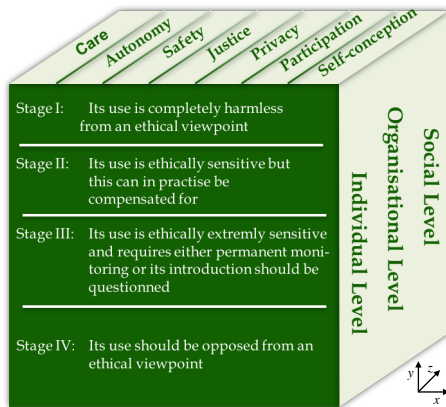 Care
Autonomy
Safety
Justice
Privacy
Participation
Self-conception
Stage I: Its use is completely harmless
from an ethical viewpoint
Stage II: Its use is ethically sensitive but
this can in practise be
compensated for
Stage III: Its use is ethically extremly sensitive
and requires either permanent moni-
toring or its introduction should be
questionned
Stage IV: Its use should be opposed from an
ethical viewpoint
Individual Level
Organisational Level
Social Level
y
z
x